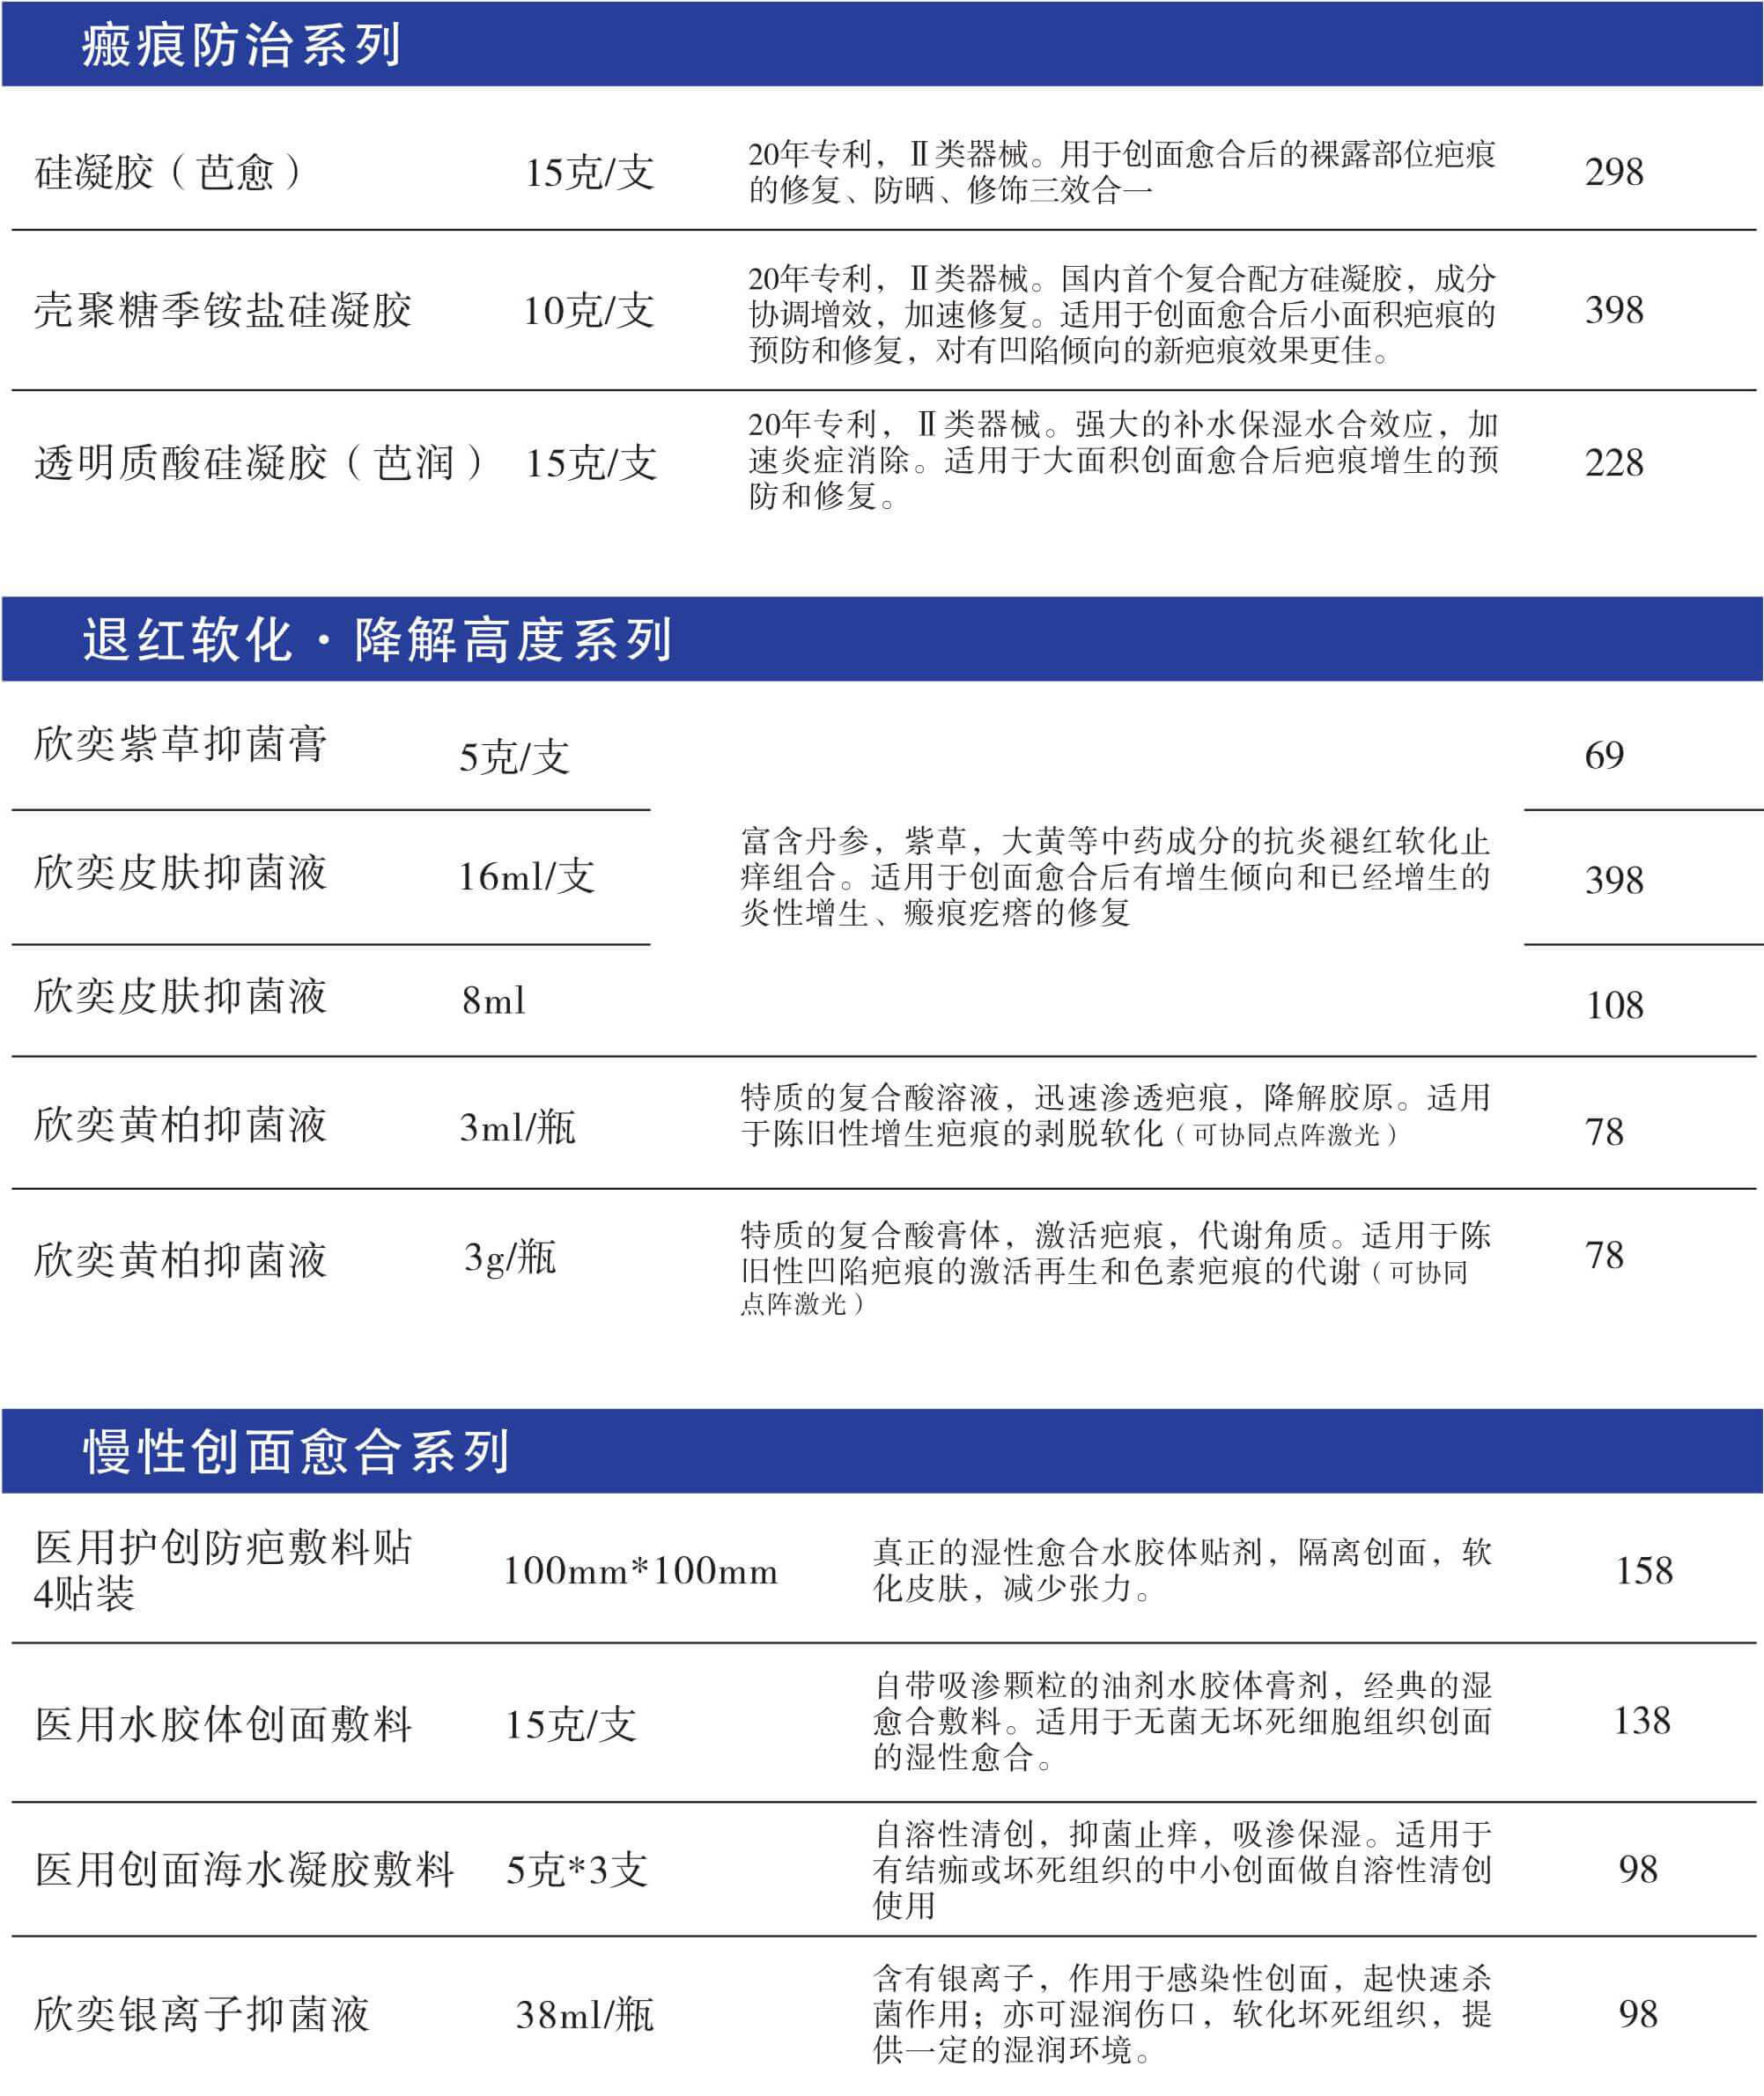 瘢痕防治系列
硅凝胶（芭愈）
15克/支
20年专利，Ⅱ类器械。用于创面愈合后的裸露部位疤痕
的修复、防晒、修饰三效合一
298
壳聚糖季铵盐硅凝胶
10克/支
20年专利，Ⅱ类器械。国内首个复合配方硅凝胶，成分
协调增效，加速修复。适用于创面愈合后小面积疤痕的
预防和修复，对有凹陷倾向的新疤痕效果更佳。
398
透明质酸硅凝胶（芭润）
15克/支
20年专利，Ⅱ类器械。强大的补水保湿水合效应，加
速炎症消除。适用于大面积创面愈合后疤痕增生的预
防和修复。
228
退红软化·降解高度系列
欣奕紫草抑菌膏
5克/支
69
欣奕皮肤抑菌液
16ml/支
富含丹参，紫草，大黄等中药成分的抗炎褪红软化止
痒组合。适用于创面愈合后有增生倾向和已经增生的
炎性增生、瘢痕疙瘩的修复
398
欣奕皮肤抑菌液
8ml
108
欣奕黄柏抑菌液
3ml/瓶
特质的复合酸溶液，迅速渗透疤痕，降解胶原。适用
于陈旧性增生疤痕的剥脱软化（可协同点阵激光）
78
欣奕黄柏抑菌液
3g/瓶
特质的复合酸膏体，激活疤痕，代谢角质。适用于陈
旧性凹陷疤痕的激活再生和色素疤痕的代谢（可协同
点阵激光）
78
慢性创面愈合系列
医用护创防疤敷料贴
4贴装
100mm*100mm
真正的湿性愈合水胶体贴剂，隔离创面，软
化皮肤，减少张力。
158
医用水胶体创面敷料
15克/支
自带吸渗颗粒的油剂水胶体膏剂，经典的湿
愈合敷料。适用于无菌无坏死细胞组织创面
的湿性愈合。
138
医用创面海水凝胶敷料
5克*3支
自溶性清创，抑菌止痒，吸渗保湿。适用于
有结痂或坏死组织的中小创面做自溶性清创
使用
98
欣奕银离子抑菌液
38ml/瓶
含有银离子，作用于感染性创面，起快速杀
菌作用；亦可湿润伤口，软化坏死组织，提
供一定的湿润环境。
98